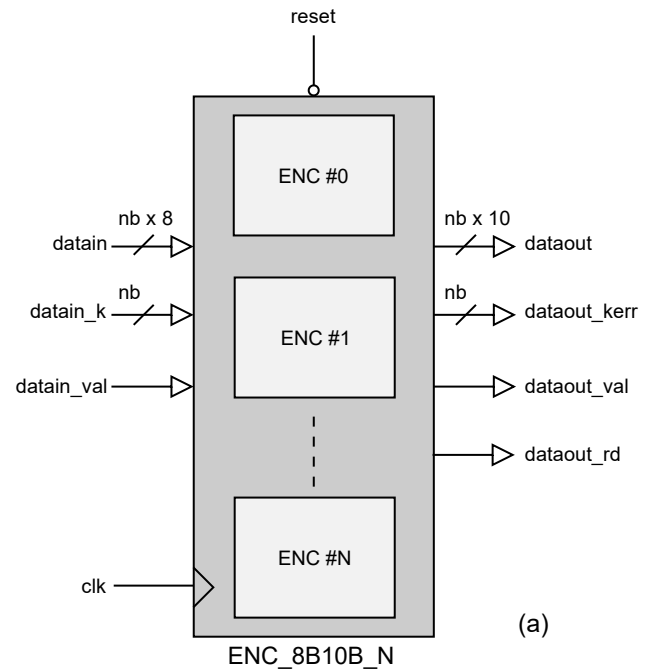 reset
ENC #0
nb x 8
nb x 10
datain
dataout
nb
nb
datain_k
dataout_kerr
ENC #1
datain_val
dataout_val
dataout_rd
ENC #N
clk
(a)
ENC_8B10B_N